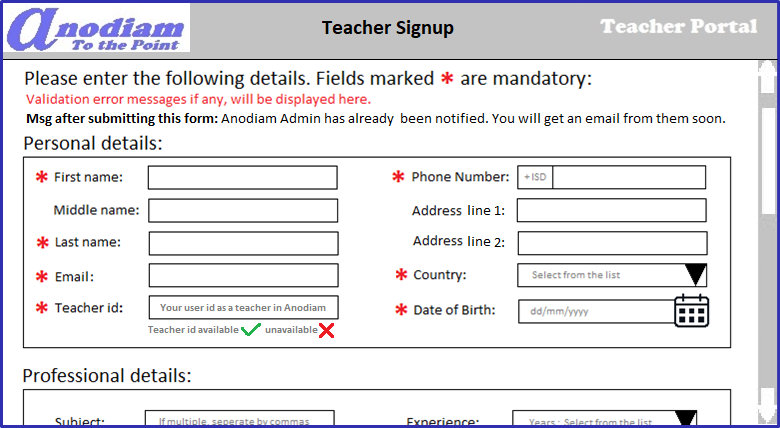 Anodiam
To the Point
Teacher Signup
Teacher Portal
Please enter the following details. Fields marked * are mandatory:
Validation error messages if any, will be displayed here.
Msg after submitting this form: Anodiam Admin has already been notified. You will get an email from them soon.
Personal details:
* First name:
* Phone Number: +ISD
Middle name:
Address line 1:
* Last name:
Address line 2:
* Email:
* Country: Select from the list
* Teacher id: Your user id as a teacher in Anodiam
* Date of Birth: dd/mm/yyyy
Teacher id available unavailable
Professional details:
Subject: If multiple, seperate by commas
Experience: Years : Select from the list